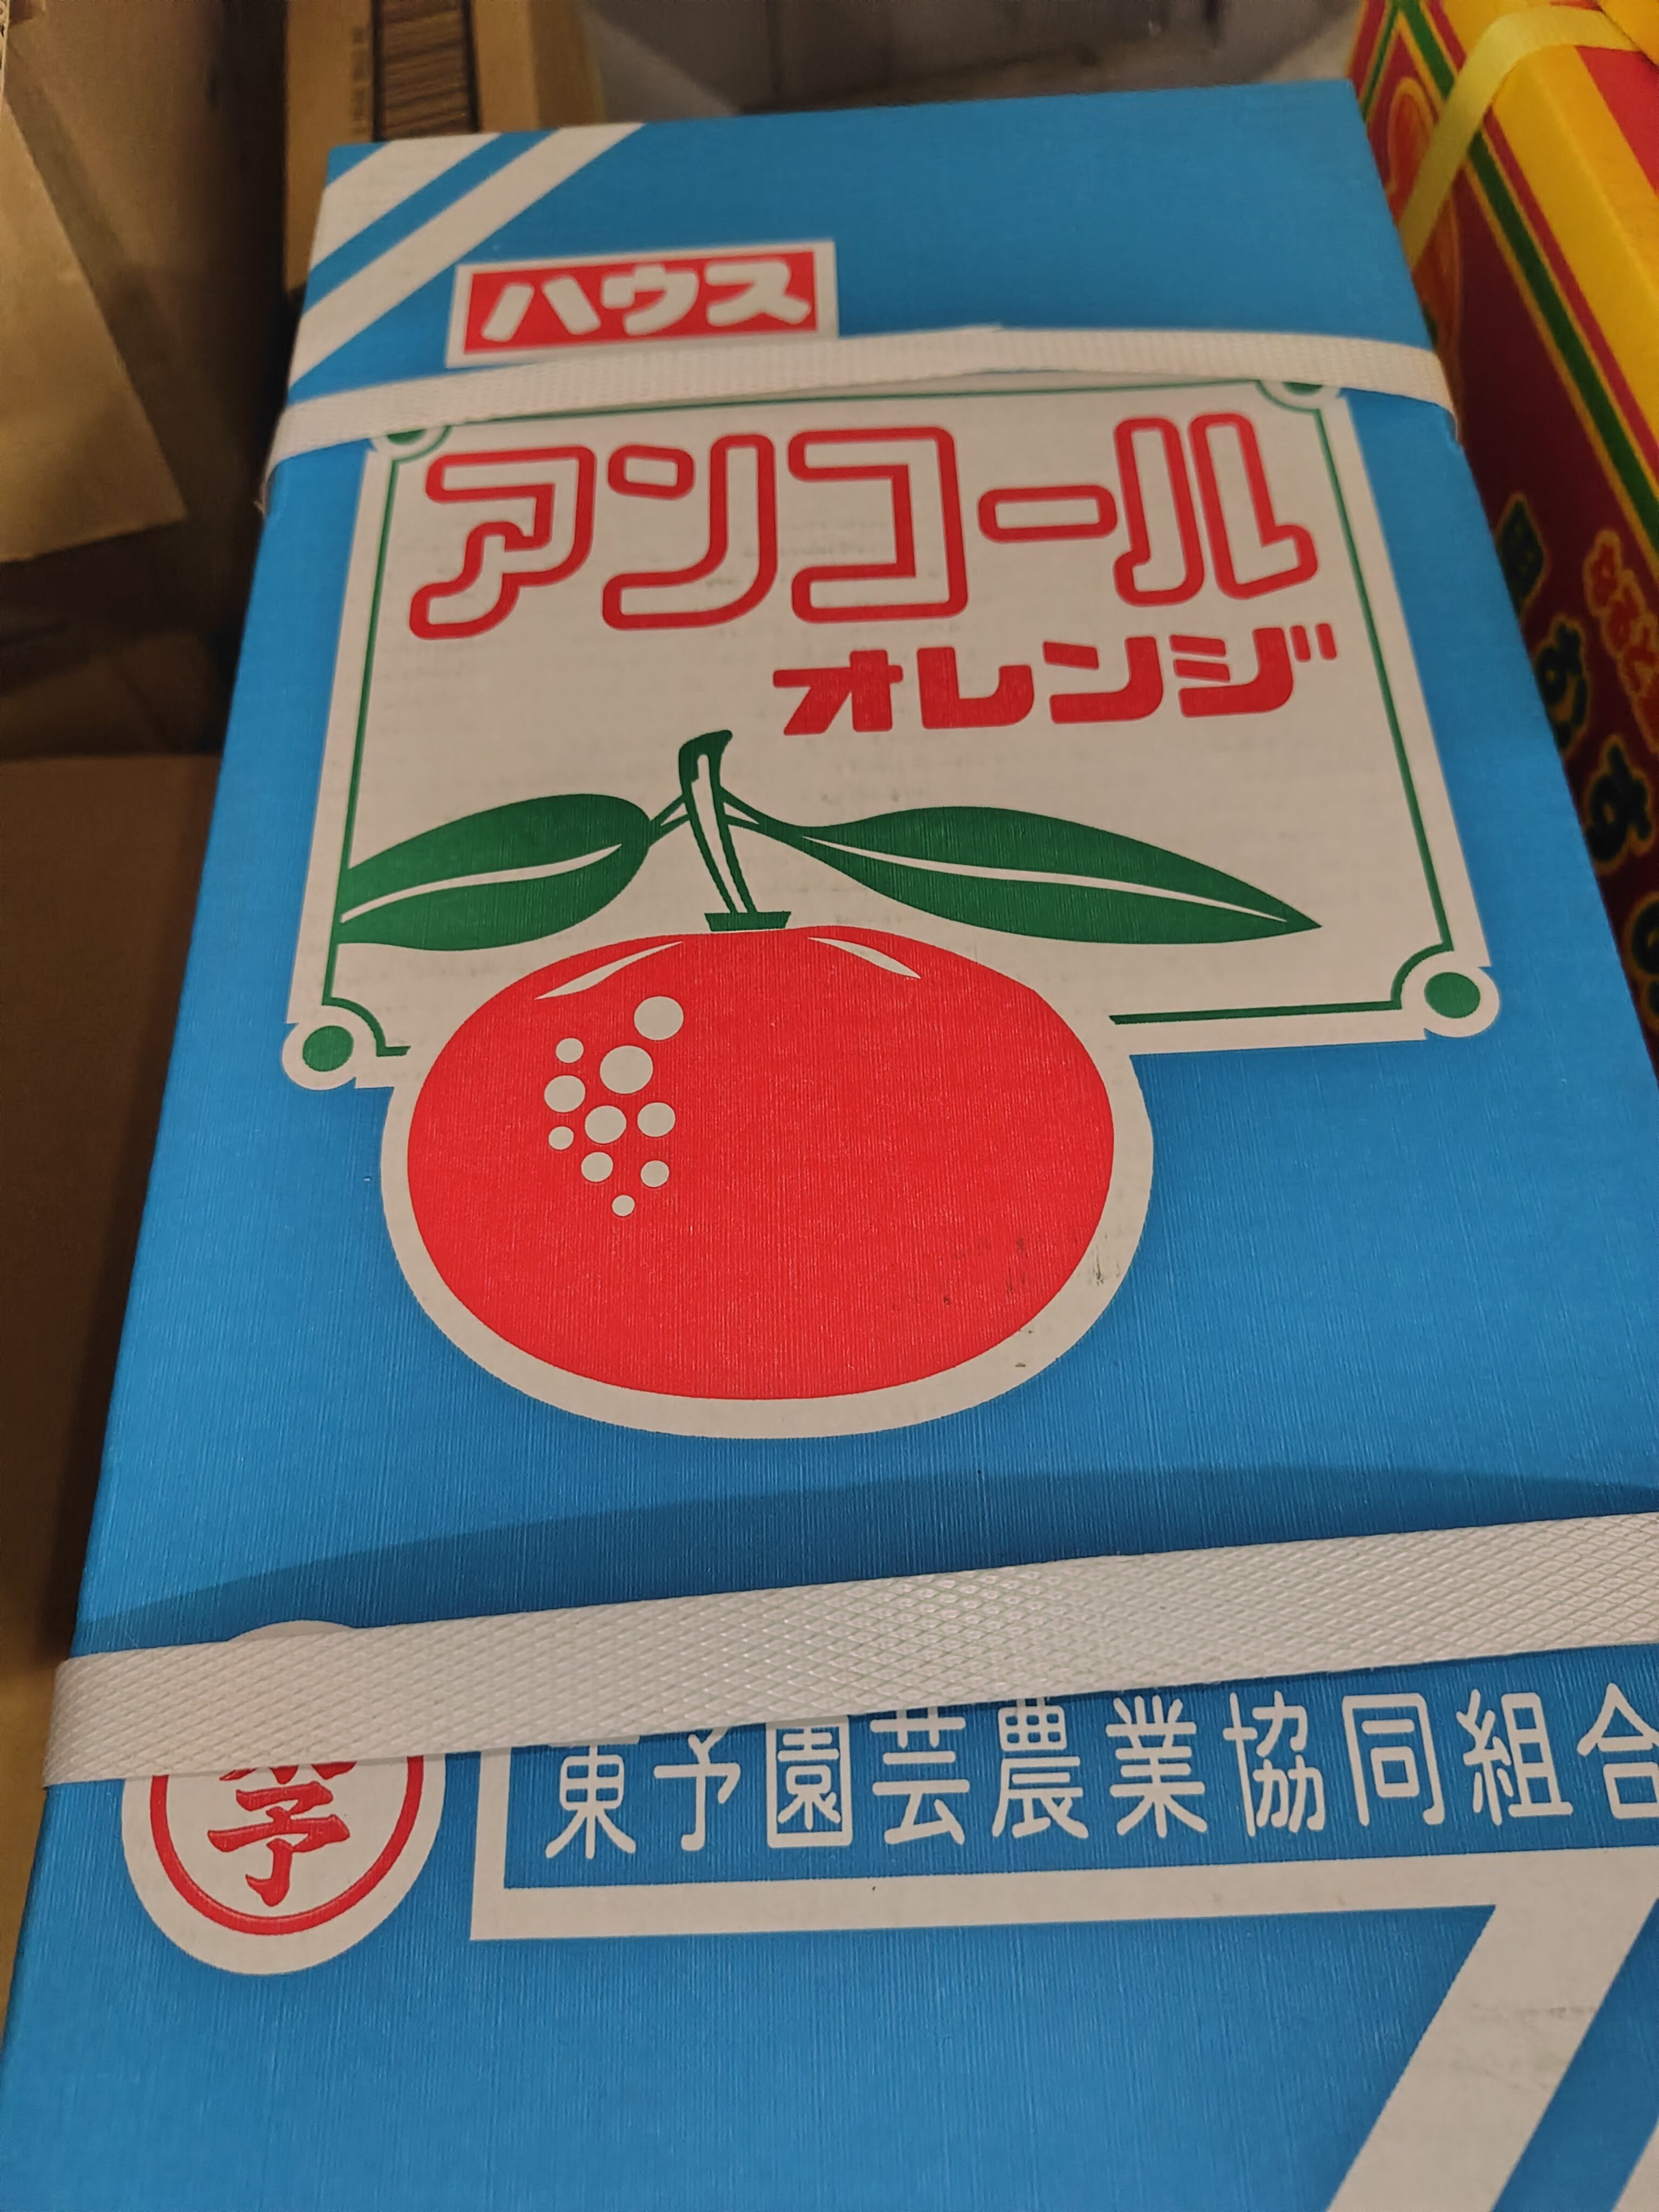 ハウス
アンコール
オレンジ
東予園芸農業協同組合